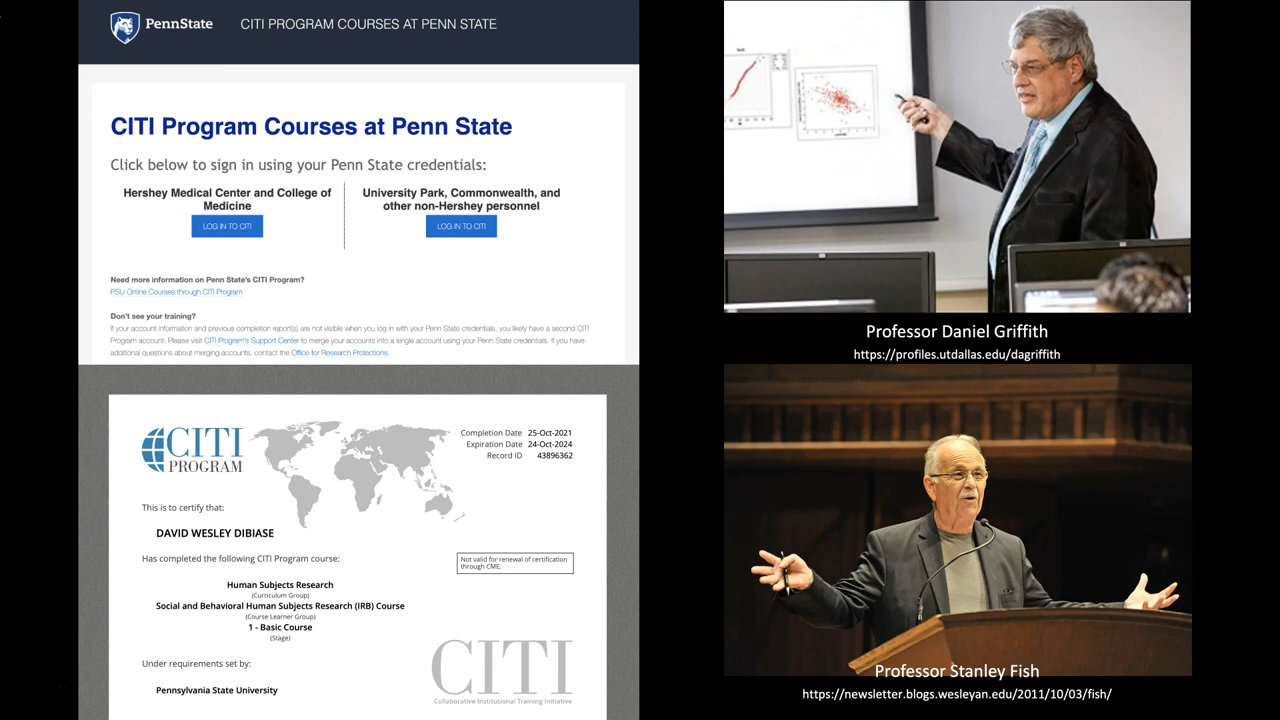 PennState
CITI PROGRAM COURSES AT PENN STATE
CITI Program Courses at Penn State
Click below to sign in using your Penn State credentials:
Hershey Medical Center and College of
Medicine
LOG IN TO CITI
University Park, Commonwealth, and
other non-Hershey personnel
LOG IN TO CITI
Need more information on Penn State's CITI Program?
PSU Online Courses through CITI Program
Don't see your training?
If your account information and previous completion report(s) are not visible when you log in with your Penn State credentials, you likely have a second CITI
Program account. Please visit CITI Program's Support Center to merge your accounts into a single account using your Penn State credentials. If you have
additional questions about merging accounts, contact the Office for Research Protections.
CITI
PROGRAM
Completion Date 25-Oct-2021
Expiration Date 24-Oct-2024
Record ID 43896362
This is to certify that:
DAVID WESLEY DIBIASE
Has completed the following CITI Program course:
Not valid for renewal of certification
through CME.
Human Subjects Research
(Curriculum Group)
Social and Behavioral Human Subjects Research (IRB) Course
(Course Learner Group)
1 - Basic Course
(Stage)
Under requirements set by:
Pennsylvania State University
CITI
Collaborative Institutional Training Initiative
Professor Daniel Griffith
https://profiles.utdallas.edu/dagriffith
Professor Stanley Fish
https://newsletter.blogs.wesleyan.edu/2011/10/03/fish/